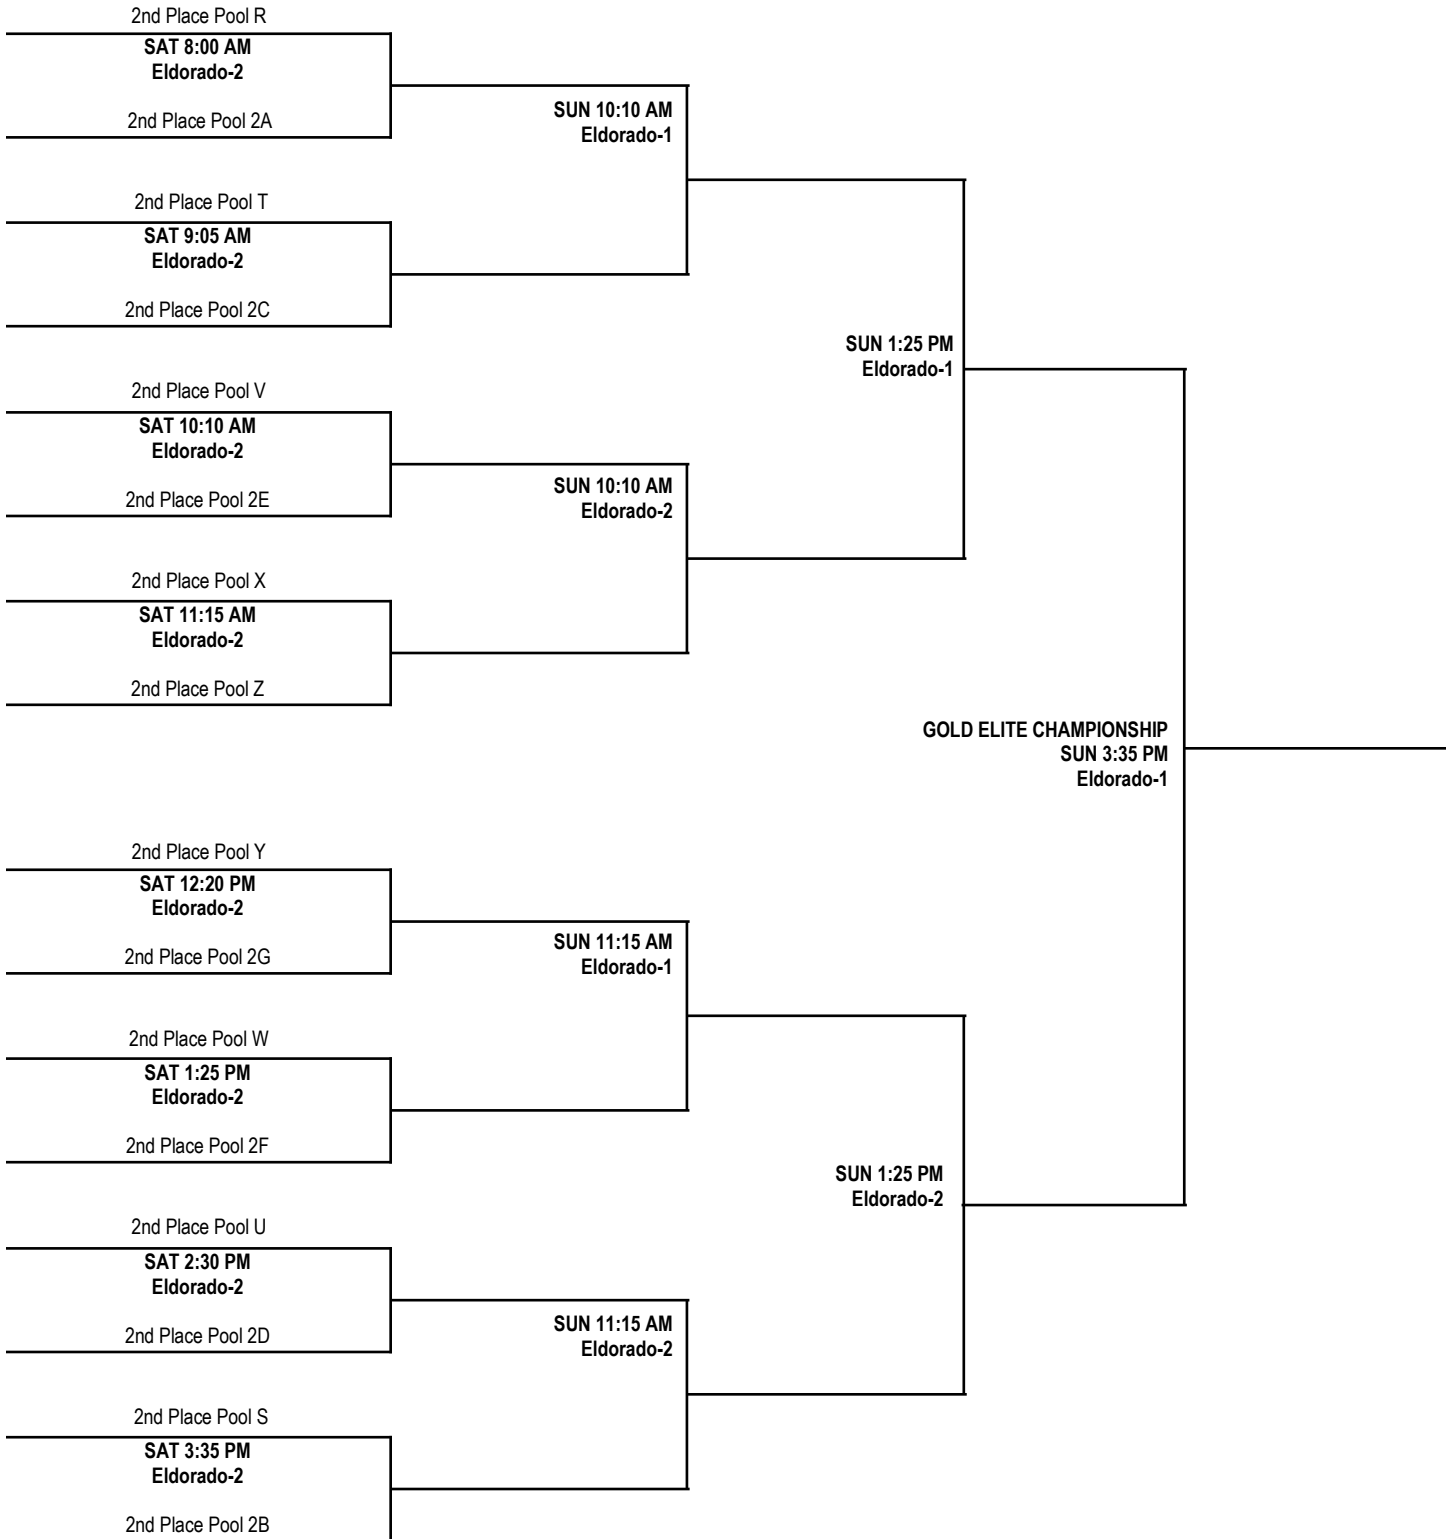 2nd Place Pool R
SAT 8:00 AM
Eldorado-2
2nd Place Pool 2A
SUN 10:10 AM
Eldorado-1
2nd Place Pool T
SAT 9:05 AM
Eldorado-2
2nd Place Pool 2C
SUN 1:25 PM
Eldorado-1
2nd Place Pool V
SAT 10:10 AM
Eldorado-2
2nd Place Pool 2E
SUN 10:10 AM
Eldorado-2
2nd Place Pool X
SAT 11:15 AM
Eldorado-2
2nd Place Pool Z
GOLD ELITE CHAMPIONSHIP
SUN 3:35 PM
Eldorado-1
2nd Place Pool Y
SAT 12:20 PM
Eldorado-2
2nd Place Pool 2G
SUN 11:15 AM
Eldorado-1
2nd Place Pool W
SAT 1:25 PM
Eldorado-2
2nd Place Pool 2F
SUN 1:25 PM
Eldorado-2
2nd Place Pool U
SAT 2:30 PM
Eldorado-2
2nd Place Pool 2D
SUN 11:15 AM
Eldorado-2
2nd Place Pool S
SAT 3:35 PM
Eldorado-2
2nd Place Pool 2B